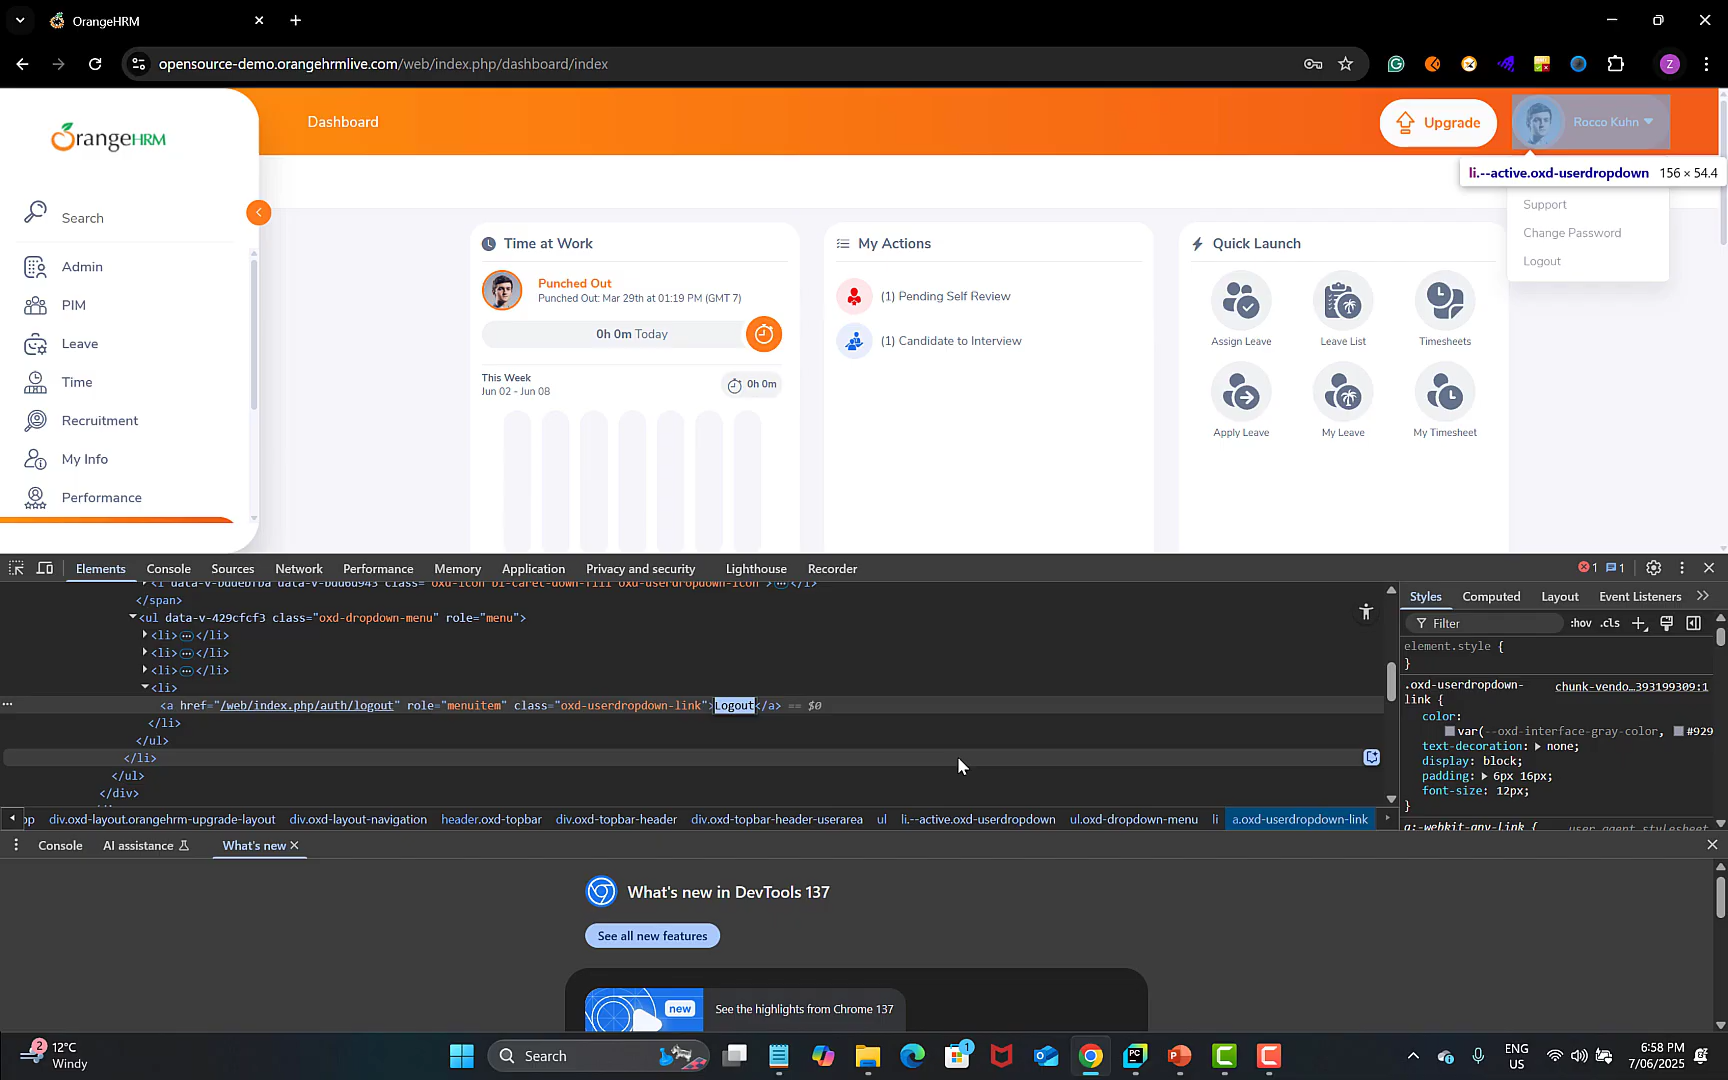 OrangeHRM
opensource-demo.orangehrmlive.com/web/index.php/dashboard/index
Z
OrangeHRM
Dashboard
Upgrade
Rocco Kuhn
li.--active.oxd-userdropdown 156 × 54.4
Support
Change Password
Logout
Search
Admin
PIM
Leave
Time
Recruitment
My Info
Performance
Time at Work
Punched Out
Punched Out: Mar 29th at 01:19 PM (GMT 7)
0h 0m Today
This Week
Jun 02 - Jun 08
0h 0m
My Actions
(1) Pending Self Review
(1) Candidate to Interview
Quick Launch
Assign Leave
Leave List
Timesheets
Apply Leave
My Leave
My Timesheet
Elements Console Sources Network Performance Memory Application Privacy and security Lighthouse Recorder
1 1
</span>
<ul data-v-429cfcf3 class="oxd-dropdown-menu" role="menu">
<li>…</li>
<li>…</li>
<li>…</li>
<li>
<a href="/web/index.php/auth/logout" role="menuitem" class="oxd-userdropdown-link">Logout</a> == $0
</li>
</ul>
</li>
</ul>
</div>
op div.oxd-layout.orangehrm-upgrade-layout div.oxd-layout-navigation header.oxd-topbar div.oxd-topbar-header div.oxd-topbar-header-userarea ul li.--active.oxd-userdropdown ul.oxd-dropdown-menu li a.oxd-userdropdown-link
Styles Computed Layout Event Listeners
Filter :hov .cls
element.style {
}
.oxd-userdropdown-link { chunk-vendo…393199309:1
color:
var(--oxd-interface-gray-color, #929
text-decoration: none;
display: block;
padding: 6px 16px;
font-size: 12px;
}
a:-webkit-any-link { user agent stylesheet
Console AI assistance What's new
What's new in DevTools 137
See all new features
new
See the highlights from Chrome 137
2
12°C
Windy
Search
1
PC
ENG
US
6:58 PM
7/06/2025